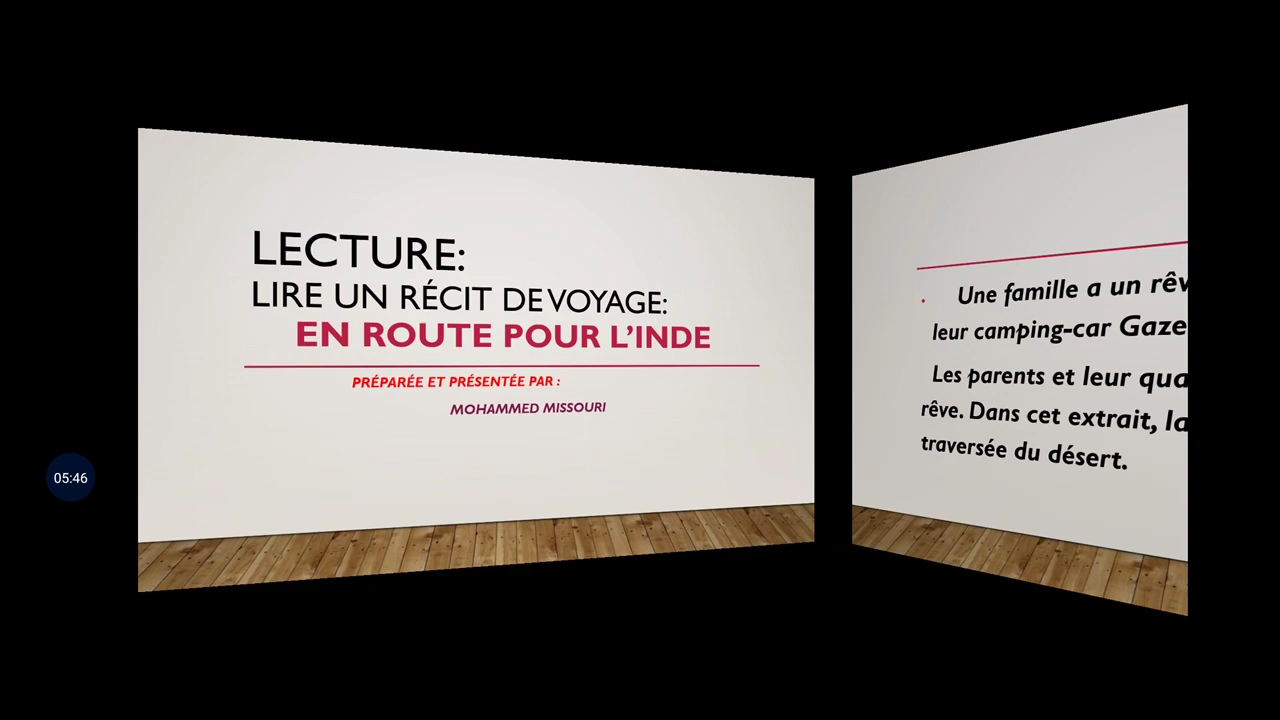 LECTURE:
LIRE UN RÉCIT DE VOYAGE:
EN ROUTE POUR L'INDE
PRÉPARÉE ET PRÉSENTÉE PAR :
MOHAMMED MISSOURI
Une famille a un
leur camping-car
Les parents et leur
rêve. Dans cet extrait,
traversée du désert.
05:46